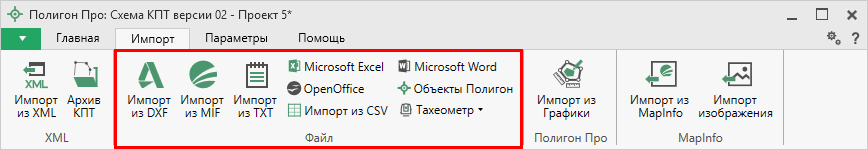 Полигон Про: Схема КПТ версии 02 - Проект 5*
Главная Импорт Параметры Помощь
XML
Импорт из XML
Архив КПТ
XML
Импорт из DXF
Импорт из MIF
Импорт из TXT
Microsoft Excel
OpenOffice
Импорт из CSV
Microsoft Word
Объекты Полигон
Тахеометр
Файл
Импорт из Графики
Полигон Про
Импорт из MapInfo
Импорт изображения
MapInfo